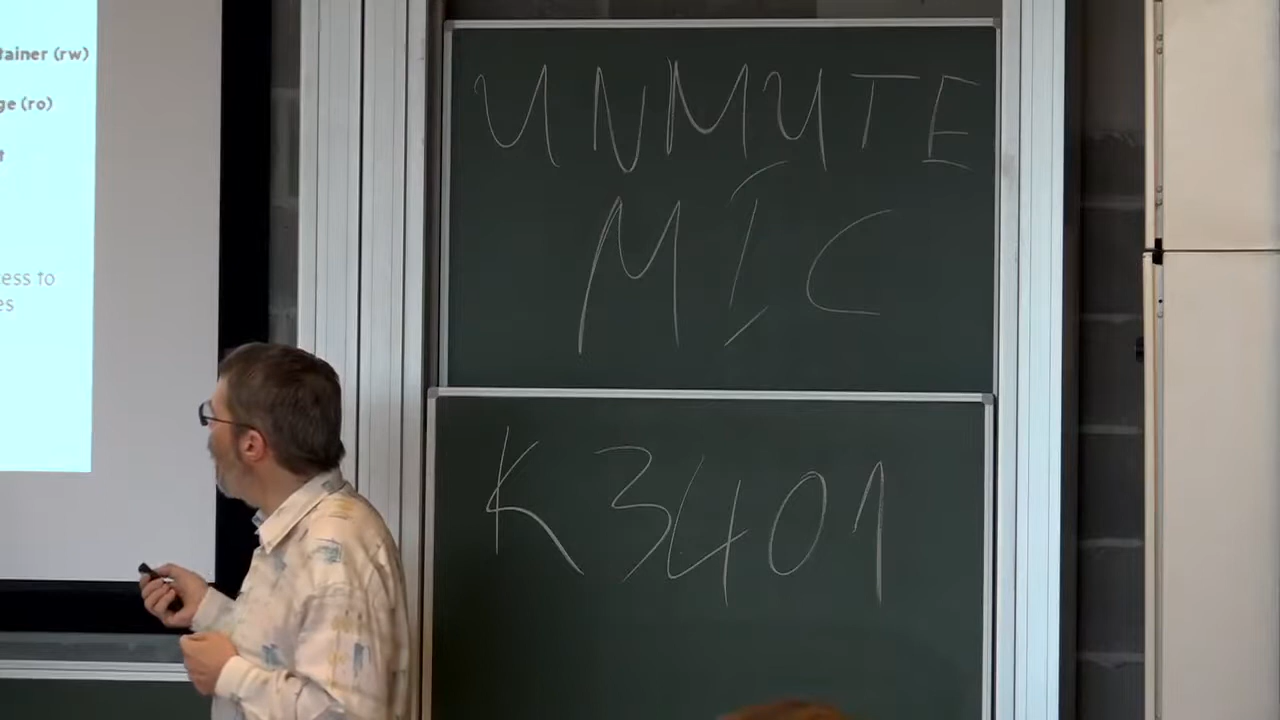 tainer (rw)
ge (ro)
t
ess to
es
UNMUTE
MIC
K3401